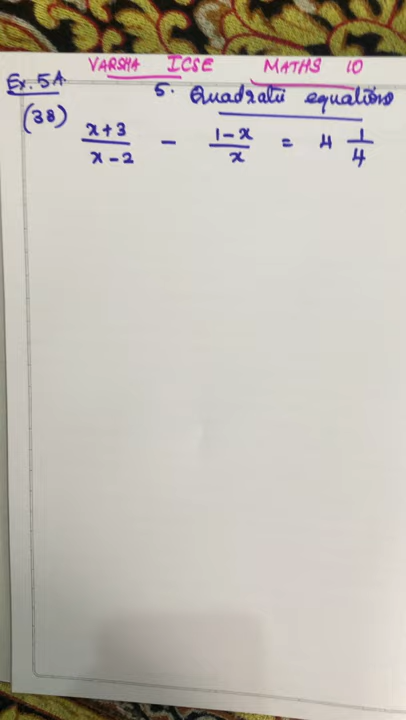 VARSHA ICSE MATHS 10
Ex. 5A
5. Quadratic equations
(38) x+3/x-2 - 1-x/x = 4 1/4